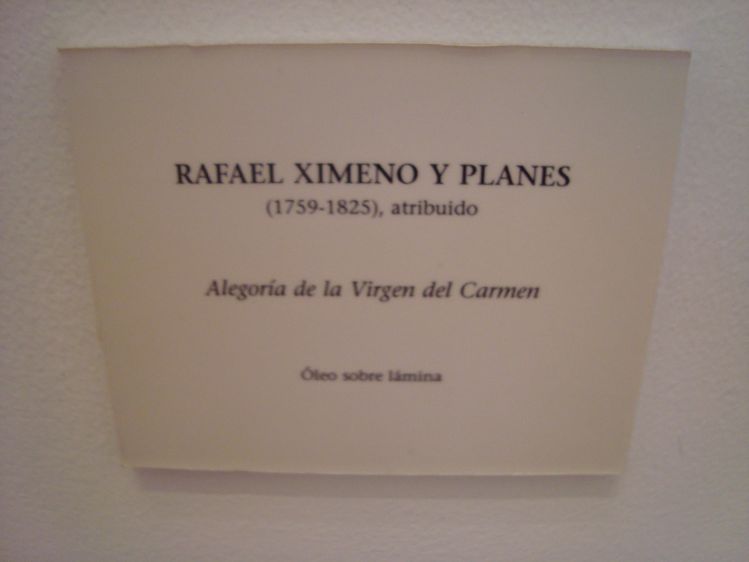 RAFAEL XIMENO Y PLANES
(1759-1825), atribuido
Alegoría de la Virgen del Carmen
Óleo sobre lámina